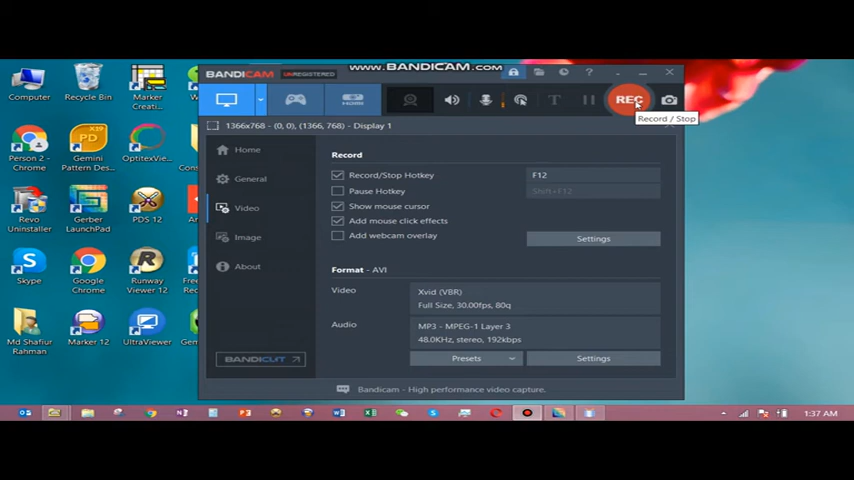 www.BANDICAM.com
BANDICAM UNREGISTERED
HDMI
REC
Record / Stop
1366x768 - (0, 0), (1366, 768) - Display 1
Home
General
Video
Image
About
BANDICUT
Record
Record/Stop Hotkey
F12
Pause Hotkey
Shift+F12
Show mouse cursor
Add mouse click effects
Add webcam overlay
Settings
Format - AVI
Video
Xvid (VBR)
Full Size, 30.00fps, 80q
Audio
MP3 - MPEG-1 Layer 3
48.0KHz, stereo, 192kbps
Presets
Settings
Bandicam - High performance video capture.
Computer
Recycle Bin
Marker
Creating...
Person 2 -
Chrome
Gemini
Pattern Des...
OptitexVie...
Revo
Uninstaller
Gerber
LaunchPad
PDS 12
Skype
Google
Chrome
Runway
Viewer 12
Md Shafiur
Rahman
Marker 12
UltraViewer
1:37 AM